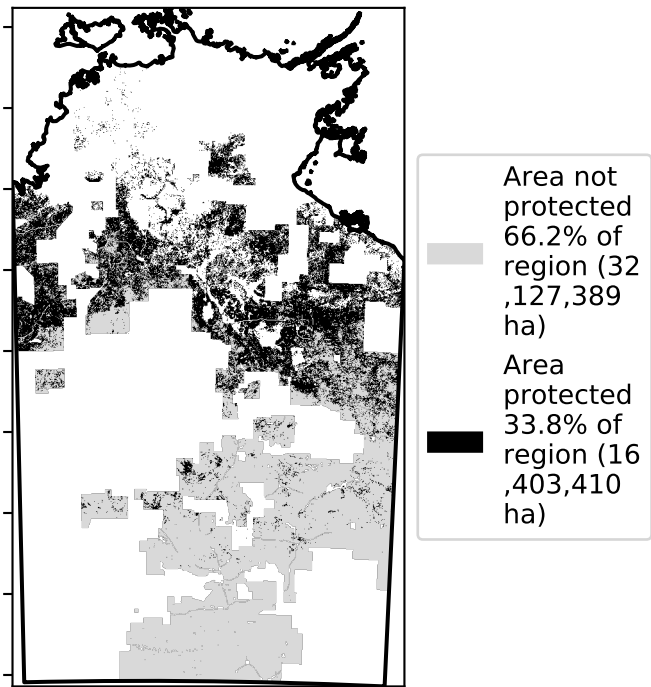 Area not
protected
66.2% of
region (32
,127,389
ha)
Area
protected
33.8% of
region (16
,403,410
ha)